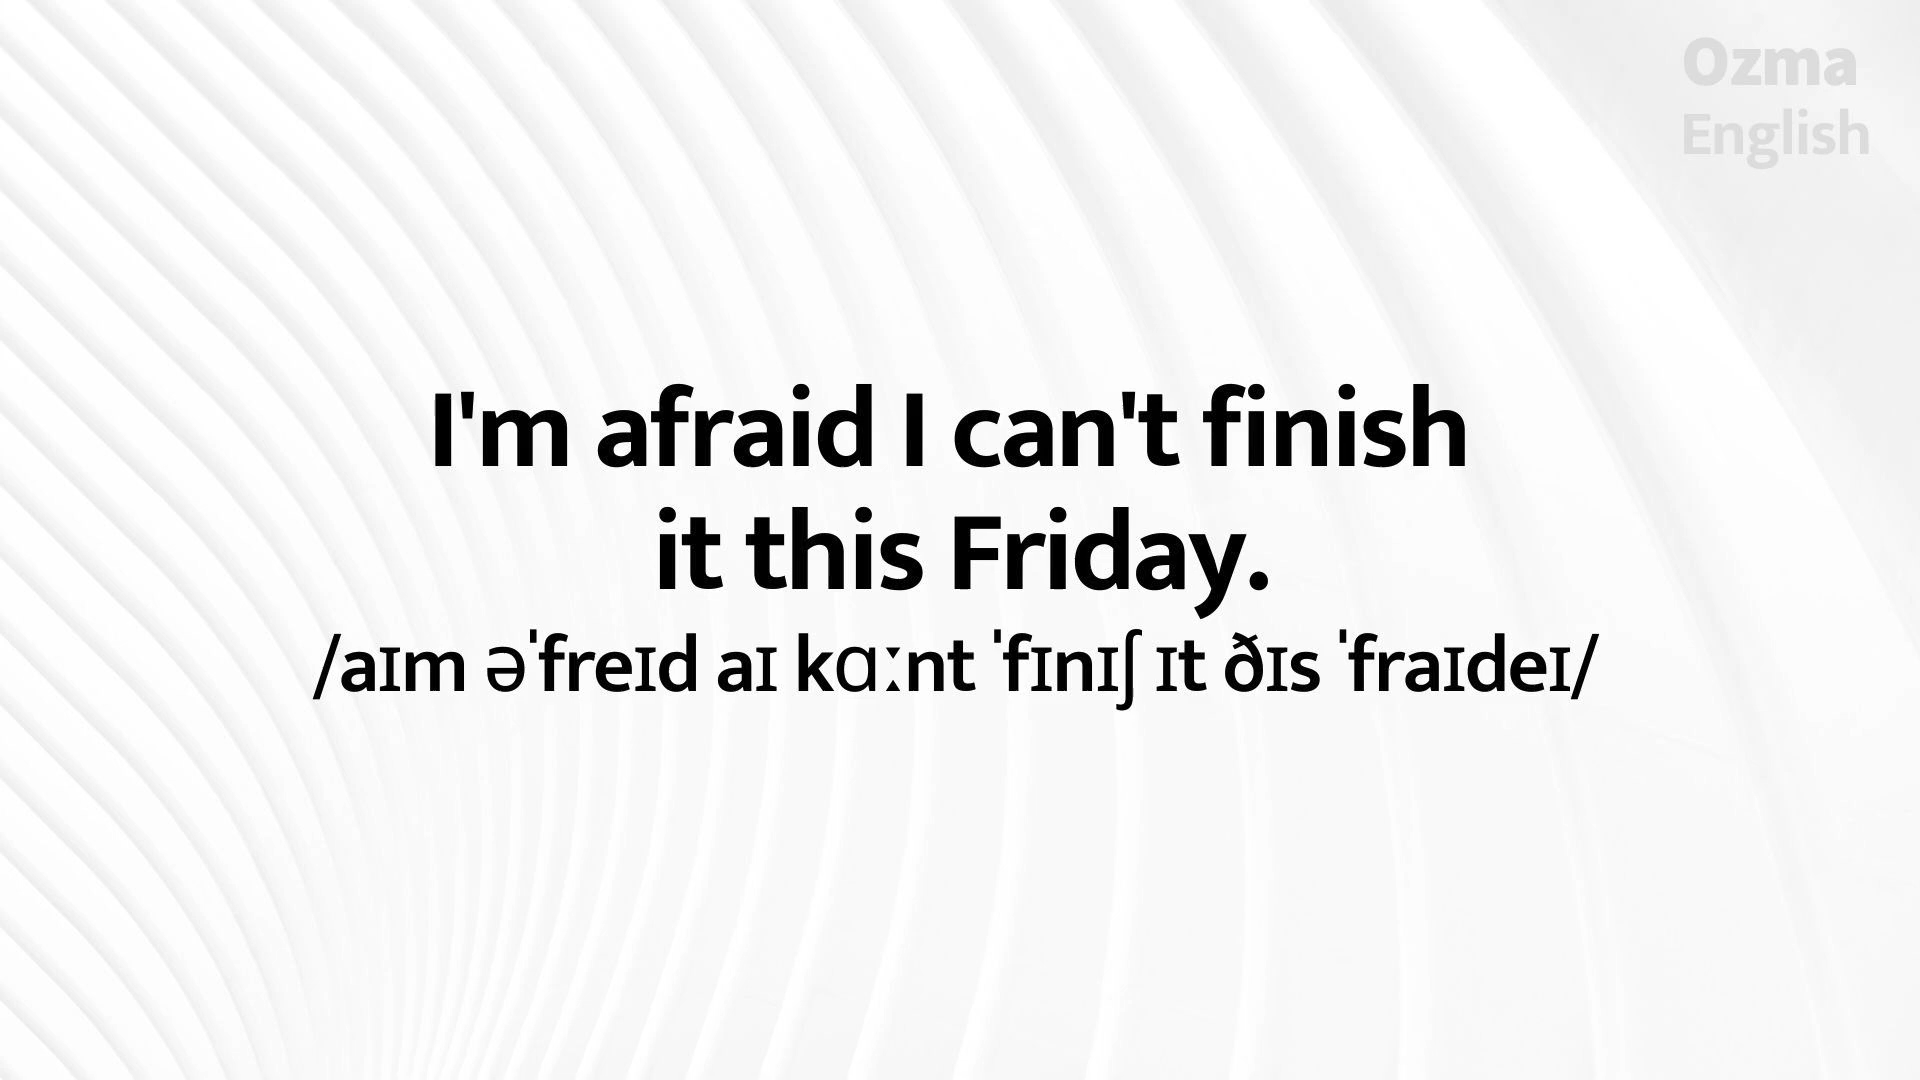 Ozma
English
I'm afraid I can't finish
it this Friday.
/aɪm əˈfreɪd aɪ kɑːnt ˈfɪnɪʃ ɪt ðɪs ˈfraɪdeɪ/